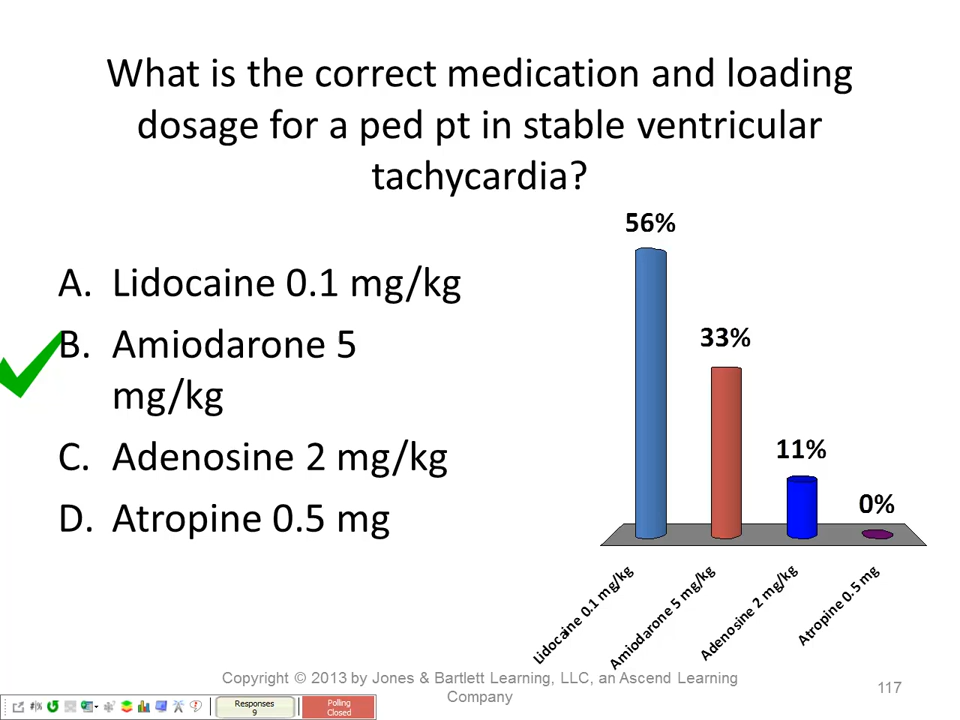 What is the correct medication and loading
dosage for a ped pt in stable ventricular
tachycardia?
A. Lidocaine 0.1 mg/kg
B. Amiodarone 5
mg/kg
C. Adenosine 2 mg/kg
D. Atropine 0.5 mg
56%
33%
11%
0%
Lidocaine 0.1 mg/kg
Amiodarone 5 mg/kg
Adenosine 2 mg/kg
Atropine 0.5 mg
Copyright © 2013 by Jones & Bartlett Learning, LLC, an Ascend Learning
Company
117
Responses
9
Polling
Closed